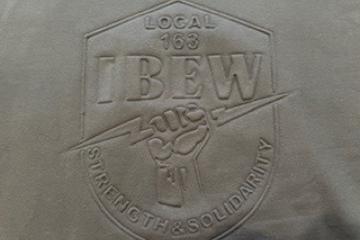 LOCAL
163
IBEW
STRENGTH & SOLIDARITY